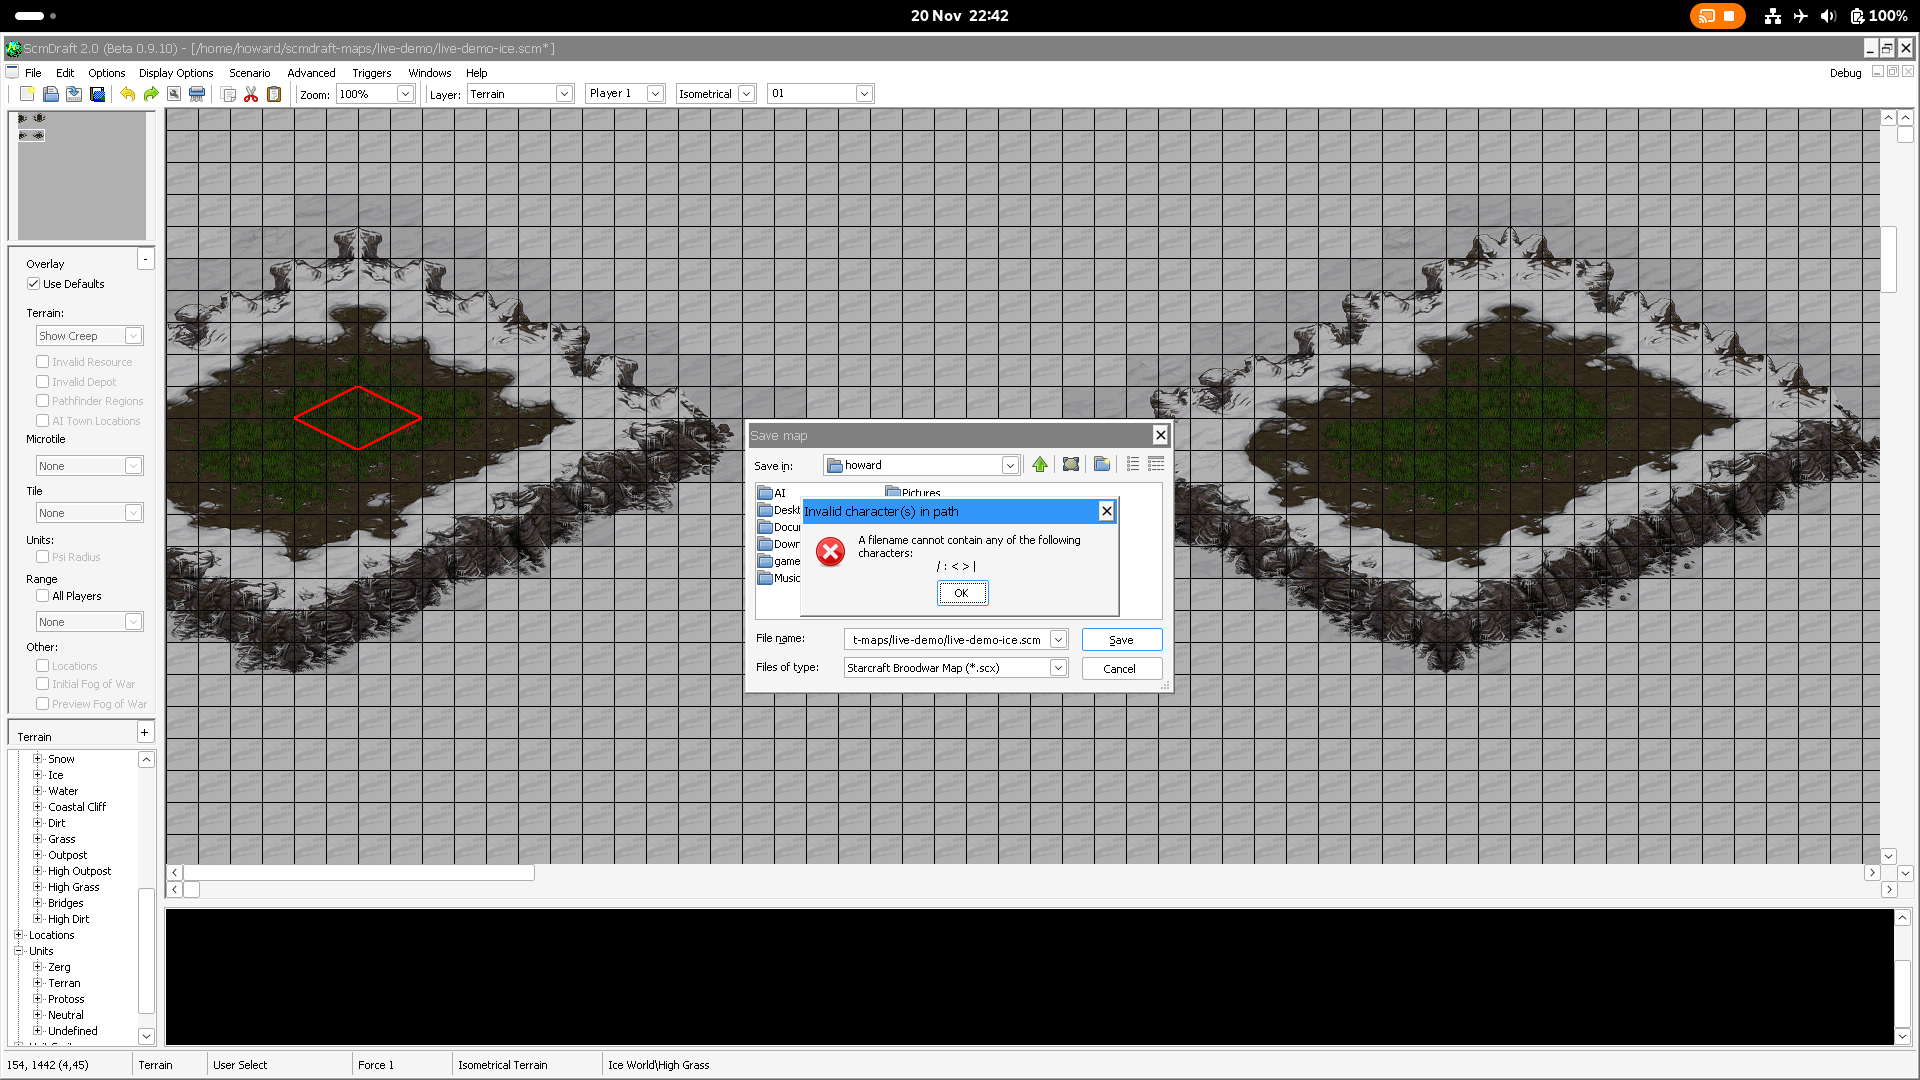 20 Nov 22:42
100%
ScmDraft 2.0 (Beta 0.9.10) - [/home/howard/scmdraft-maps/live-demo/live-demo-ice.scm*]
File Edit Options Display Options Scenario Advanced Triggers Windows Help
Debug
Zoom: 100% Layer: Terrain Player 1 Isometrical 01
Overlay
-
Use Defaults
Terrain:
Show Creep
Invalid Resource
Invalid Depot
Pathfinder Regions
AI Town Locations
Microtile
None
Tile
None
Units:
Psi Radius
Range
All Players
None
Other:
Locations
Initial Fog of War
Preview Fog of War
Terrain
+
Snow
Ice
Water
Coastal Cliff
Dirt
Grass
Outpost
High Outpost
High Grass
Bridges
High Dirt
Locations
Units
Zerg
Terran
Protoss
Neutral
Undefined
Save map
Save in: howard
AI Pictures
Deskt
Docu
Down
game
Music
Invalid character(s) in path
A filename cannot contain any of the following
characters:
/ : < > |
OK
File name: t-maps/live-demo/live-demo-ice.scm Save
Files of type: Starcraft Broodwar Map (*.scx) Cancel
154, 1442 (4,45) Terrain User Select Force 1 Isometrical Terrain Ice World\High Grass